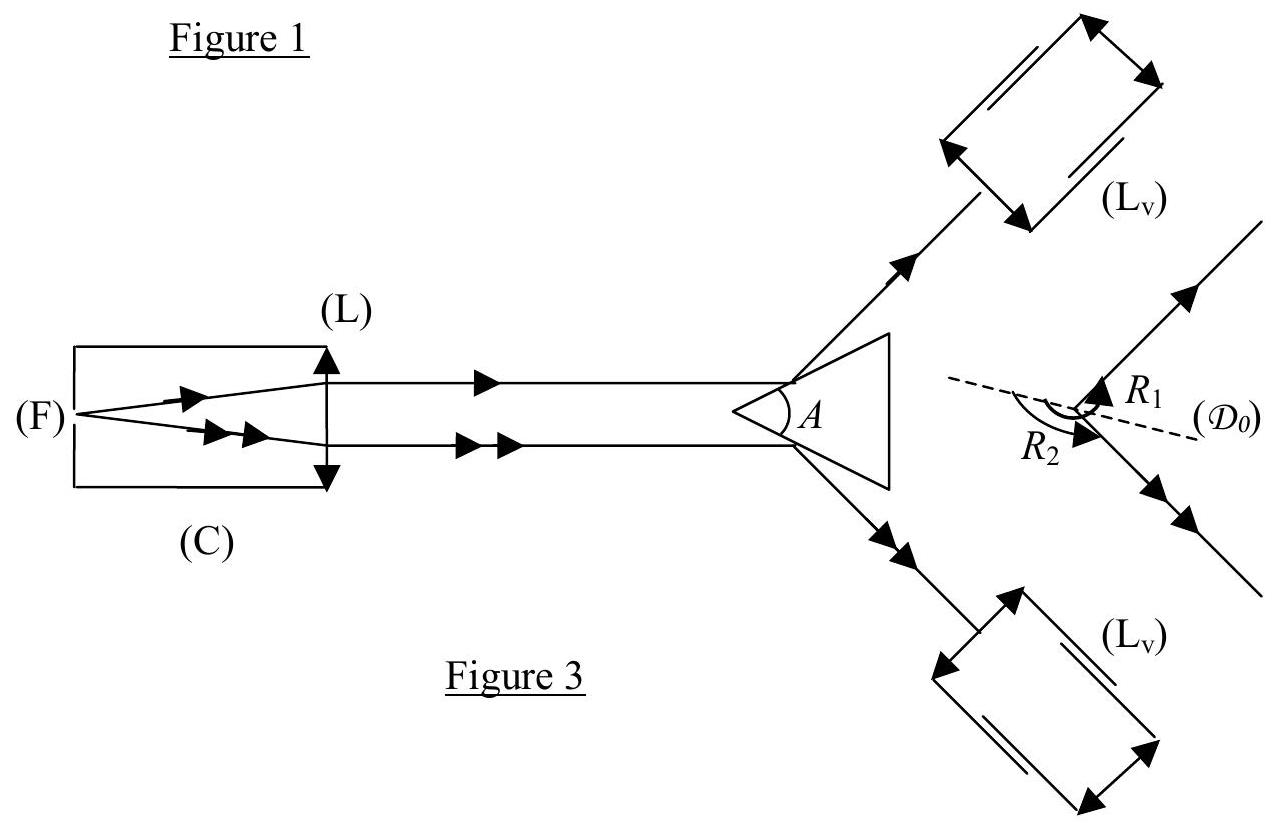 Figure 1
(Lᵥ)
(L)
(F)
A
R₁
(𝒟₀)
R₂
(C)
(Lᵥ)
Figure 3